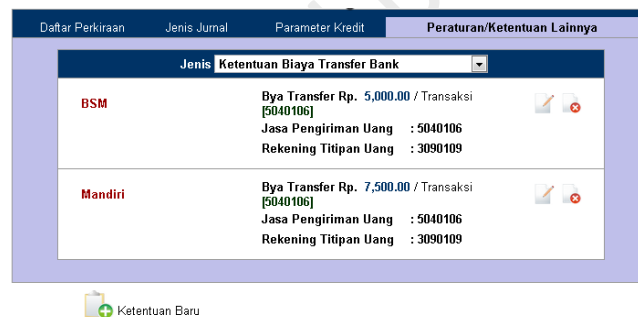 Daftar Perkiraan Jenis Jurnal Parameter Kredit Peraturan/Ketentuan Lainnya
Jenis Ketentuan Biaya Transfer Bank
BSM
Bya Transfer Rp. 5,000.00 / Transaksi
[5040106]
Jasa Pengiriman Uang : 5040106
Rekening Titipan Uang : 3090109
Mandiri
Bya Transfer Rp. 7,500.00 / Transaksi
[5040106]
Jasa Pengiriman Uang : 5040106
Rekening Titipan Uang : 3090109
Ketentuan Baru